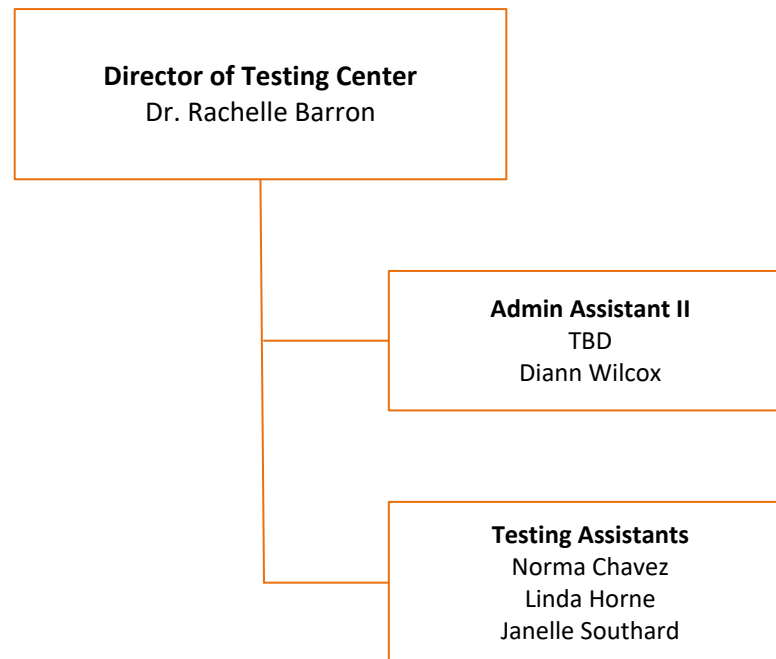 Director of Testing Center
Dr. Rachelle Barron
Admin Assistant II
TBD
Diann Wilcox
Testing Assistants
Norma Chavez
Linda Horne
Janelle Southard